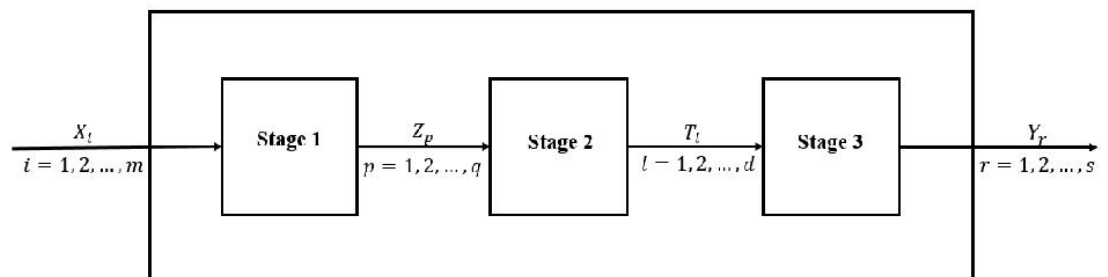 X_i
i = 1, 2, ..., m
Stage 1
Z_p
p = 1, 2, ..., q
Stage 2
T_l
l = 1, 2, ..., d
Stage 3
Y_r
r = 1, 2, ..., s